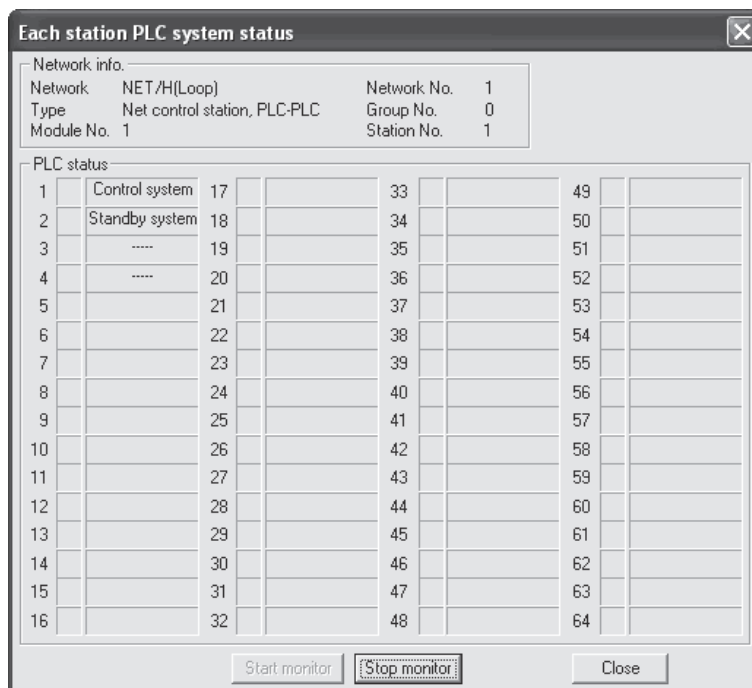 Each station PLC system status
Network info.
Network NET/H(Loop) Network No. 1
Type Net control station, PLC-PLC Group No. 0
Module No. 1 Station No. 1
PLC status
1 Control system 17 33 49
2 Standby system 18 34 50
3 ----- 19 35 51
4 ----- 20 36 52
5 21 37 53
6 22 38 54
7 23 39 55
8 24 40 56
9 25 41 57
10 26 42 58
11 27 43 59
12 28 44 60
13 29 45 61
14 30 46 62
15 31 47 63
16 32 48 64
Start monitor Stop monitor Close